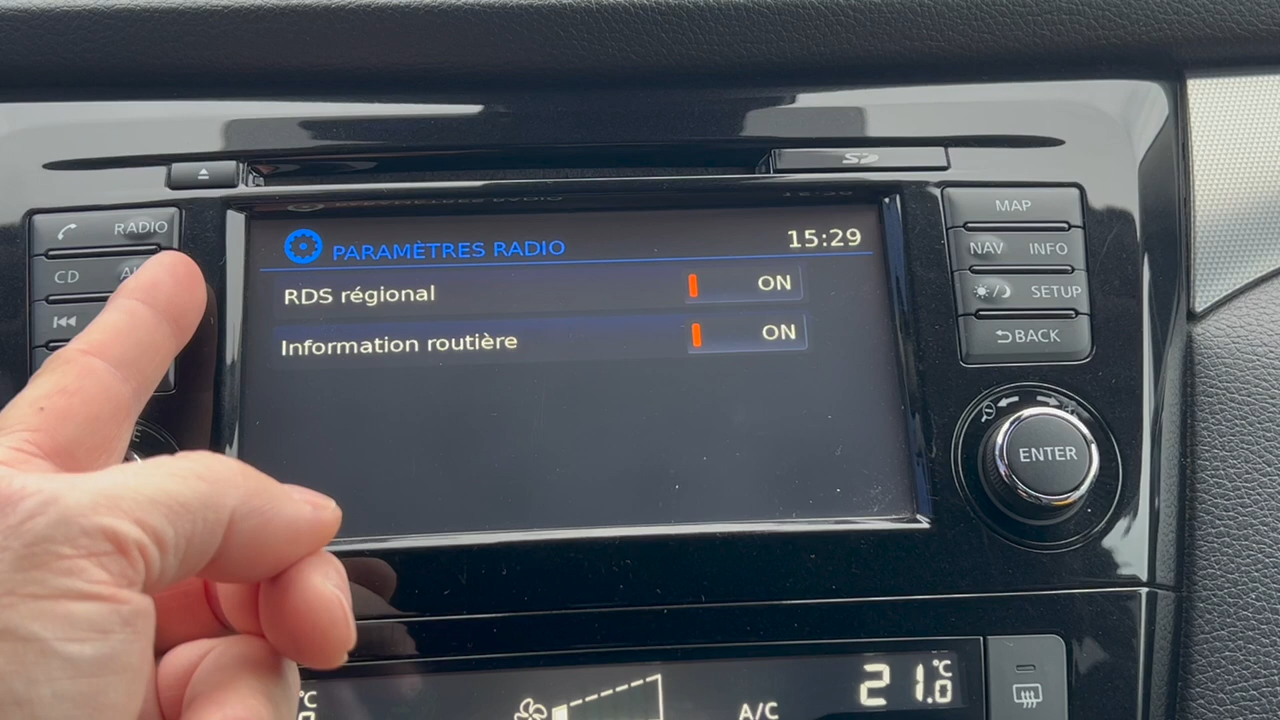 SD
RADIO
CD
PARAMÈTRES RADIO
15:29
RDS régional
ON
Information routière
ON
MAP
NAV
INFO
SETUP
BACK
ENTER
A/C
21.0
°C
°C